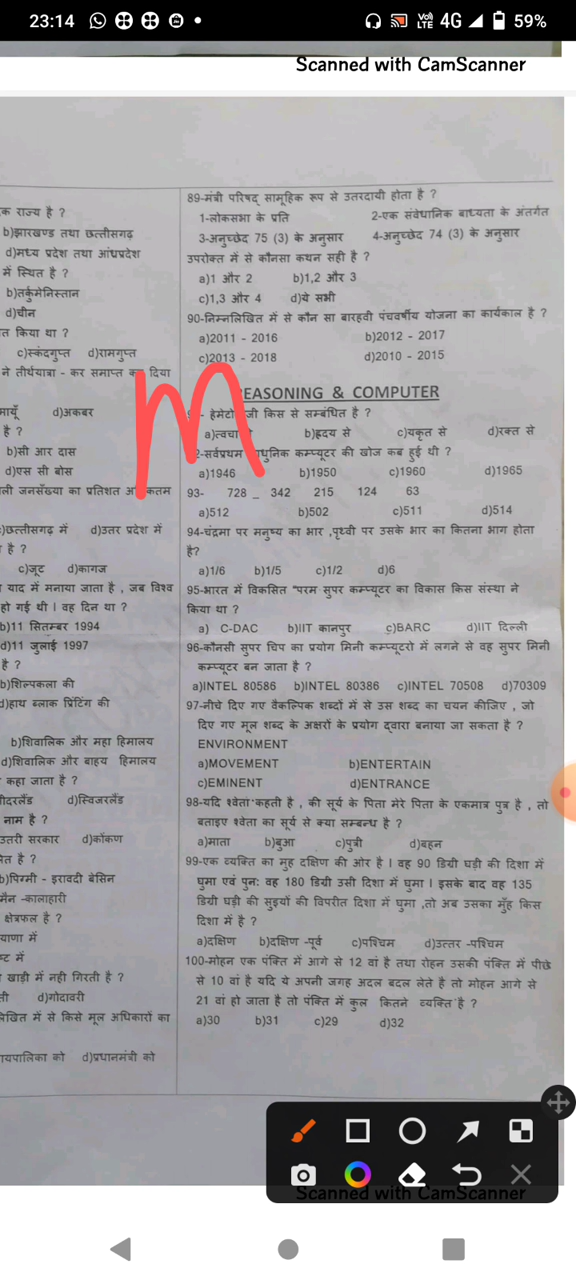 23:14
Vo)) LTE 4G 59%
Scanned with CamScanner
क राज्य है ?
b)झारखण्ड तथा छत्तीसगढ़
d)मध्य प्रदेश तथा आंध्रप्रदेश
में स्थित है ?
b)तर्कुमेनिस्तान
d)चीन
त किया था ?
c)स्कंदगुप्त d)रामगुप्त
ने तीर्थयात्रा - कर समाप्त कर दिया
मायूँ d)अकबर
है ?
b)सी आर दास
d)एस सी बोस
ली जनसँख्या का प्रतिशत
)छत्तीसगढ़ में d)उतर प्रदेश में
है ?
c)जूट d)कागज
याद में मनाया जाता है , जब विश्व
हो गई थी । वह दिन था ?
b)11 सितम्बर 1994
d)11 जुलाई 1997
है ?
b)शिल्पकला की
d)हाथ ब्लाक प्रिंटिंग की
b)शिवालिक और महा हिमालय
d)शिवालिक और बाहय हिमालय
कहा जाता है ?
ीदरलैंड d)स्विजरलैंड
नाम है ?
उतरी सरकार d)कोंकण
त है ?
b)पिग्मी - इरावदी बेसिन
मैन -कालाहारी
क्षेत्रफल है ?
याणा में
ष्ट में
खाड़ी में नही गिरती है ?
ती d)गोदावरी
लिखित में से किसे मूल अधिकारों का
यपालिका को d)प्रधानमंत्री को
89-मंत्री परिषद् सामूहिक रूप से उतरदायी होता है ?
1-लोकसभा के प्रति 2-एक संवेधानिक बाध्यता के अंतर्गत
3-अनुच्छेद 75 (3) के अनुसार 4-अनुच्छेद 74 (3) के अनुसार
उपरोक्त में से कौनसा कथन सही है ?
a)1 और 2 b)1,2 और 3
c)1,3 और 4 d)ये सभी
90-निम्नलिखित में से कौन सा बारहवी पंचवर्षीय योजना का कार्यकाल है ?
a)2011 - 2016 b)2012 - 2017
c)2013 - 2018 d)2010 - 2015
EASONING & COMPUTER
जी किस से सम्बंधित है ?
a)त्वचा b)ह्रदय से c)यकृत से d)रक्त से
2-सर्वप्रथम धुनिक कम्प्यूटर की खोज कब हुई थी ?
a)1946 b)1950 c)1960 d)1965
93- 728 _ 342 215 124 63
a)512 b)502 c)511 d)514
94-चंद्रमा पर मनुष्य का भार ,पृथ्वी पर उसके भार का कितना भाग होता
है?
a)1/6 b)1/5 c)1/2 d)6
95-भारत में विकसित "परम सुपर कम्प्यूटर का विकास किस संस्था ने
किया था ?
a) C-DAC b)IIT कानपुर c)BARC d)IIT दिल्ली
96-कौनसी सुपर चिप का प्रयोग मिनी कम्प्यूटरो में लगने से वह सुपर मिनी
कम्प्यूटर बन जाता है ?
a)INTEL 80586 b)INTEL 80386 c)INTEL 70508 d)70309
97-नीचे दिए गए वैकल्पिक शब्दों में से उस शब्द का चयन कीजिए , जो
दिए गए मूल शब्द के अक्षरों के प्रयोग द्वारा बनाया जा सकता है ?
ENVIRONMENT
a)MOVEMENT b)ENTERTAIN
c)EMINENT d)ENTRANCE
98-यदि श्वेता कहती है , की सूर्य के पिता मेरे पिता के एकमात्र पुत्र है , तो
बताइए श्वेता का सूर्य से क्या सम्बन्ध है ?
a)माता b)बुआ c)पुत्री d)बहन
99-एक व्यक्ति का मुह दक्षिण की ओर है । वह 90 डिग्री घड़ी की दिशा में
घुमा एवं पुन: वह 180 डिग्री उसी दिशा में घुमा । इसके बाद वह 135
डिग्री घड़ी की सुइयों की विपरीत दिशा में घुमा ,तो अब उसका मुँह किस
दिशा में है ?
a)दक्षिण b)दक्षिण -पूर्व c)पश्चिम d)उत्तर -पश्चिम
100-मोहन एक पंक्ति में आगे से 12 वां है तथा रोहन उसकी पंक्ति में पीछे
से 10 वां है यदि ये अपनी जगह अदल बदल लेते है तो मोहन आगे से
21 वां हो जाता है तो पंक्ति में कुल कितने व्यक्ति है ?
a)30 b)31 c)29 d)32
Scanned with CamScanner